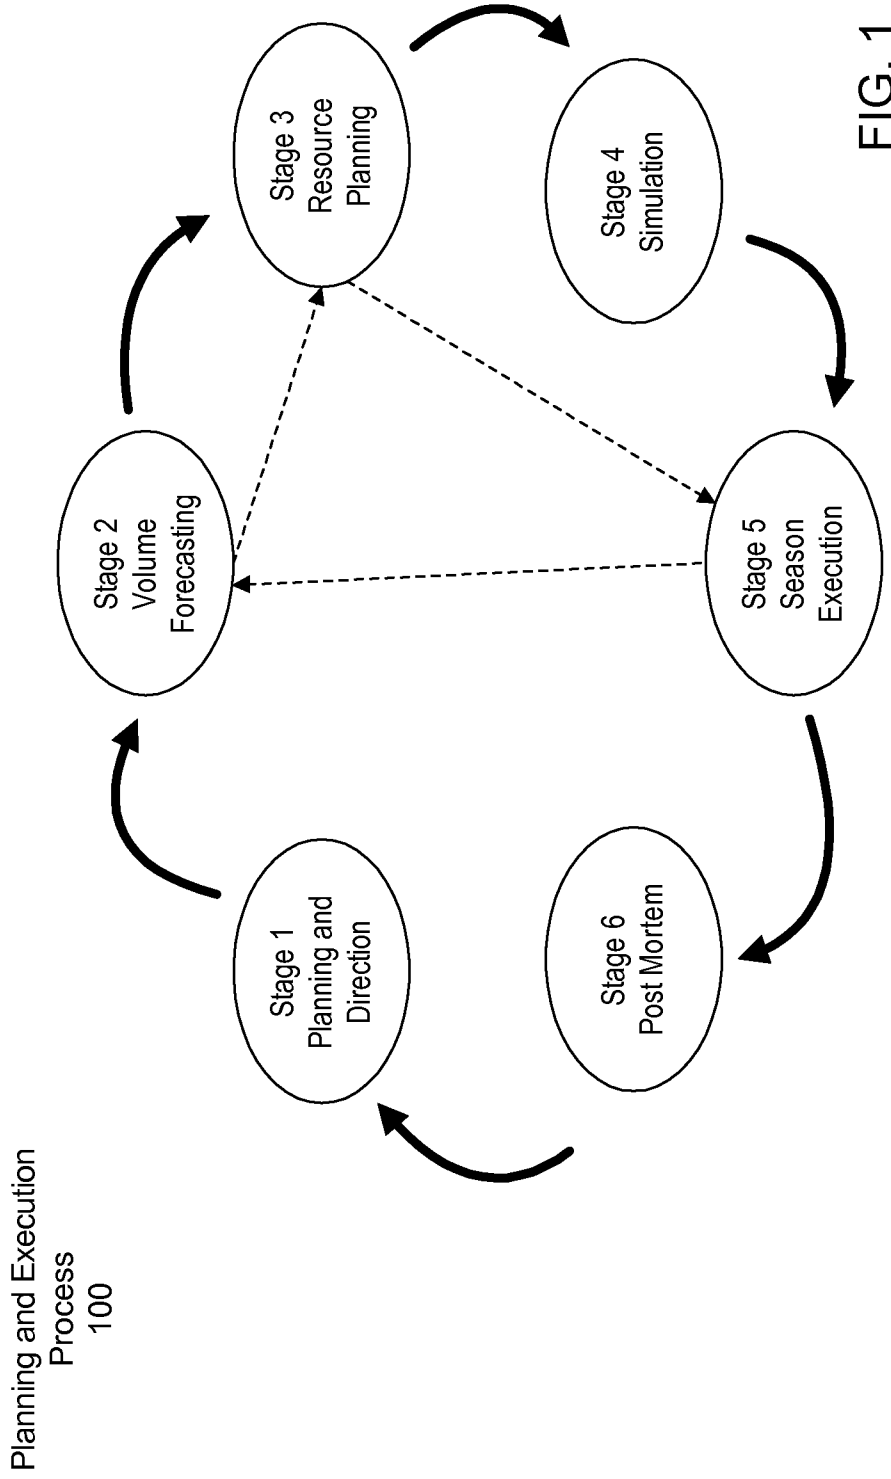 Planning and Execution
Process
100
Stage 1
Planning and
Direction
Stage 2
Volume
Forecasting
Stage 3
Resource
Planning
Stage 4
Simulation
Stage 5
Season
Execution
Stage 6
Post Mortem
FIG. 1